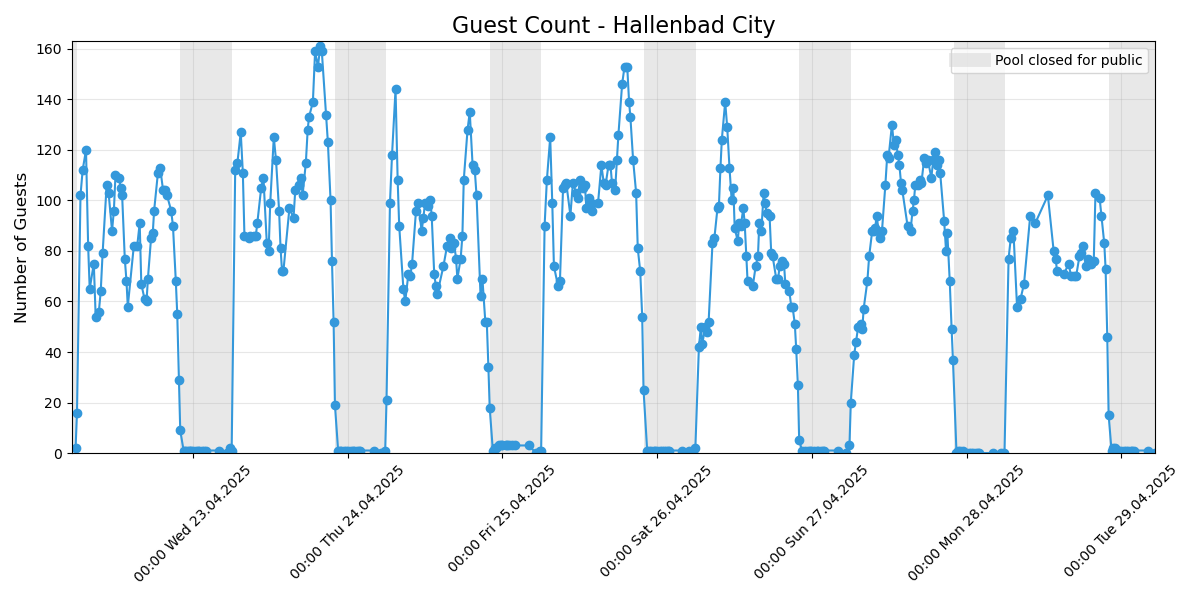 Guest Count - Hallenbad City
Pool closed for public
Number of Guests
160
140
120
100
80
60
40
20
0
00:00 Wed 23.04.2025
00:00 Thu 24.04.2025
00:00 Fri 25.04.2025
00:00 Sat 26.04.2025
00:00 Sun 27.04.2025
00:00 Mon 28.04.2025
00:00 Tue 29.04.2025